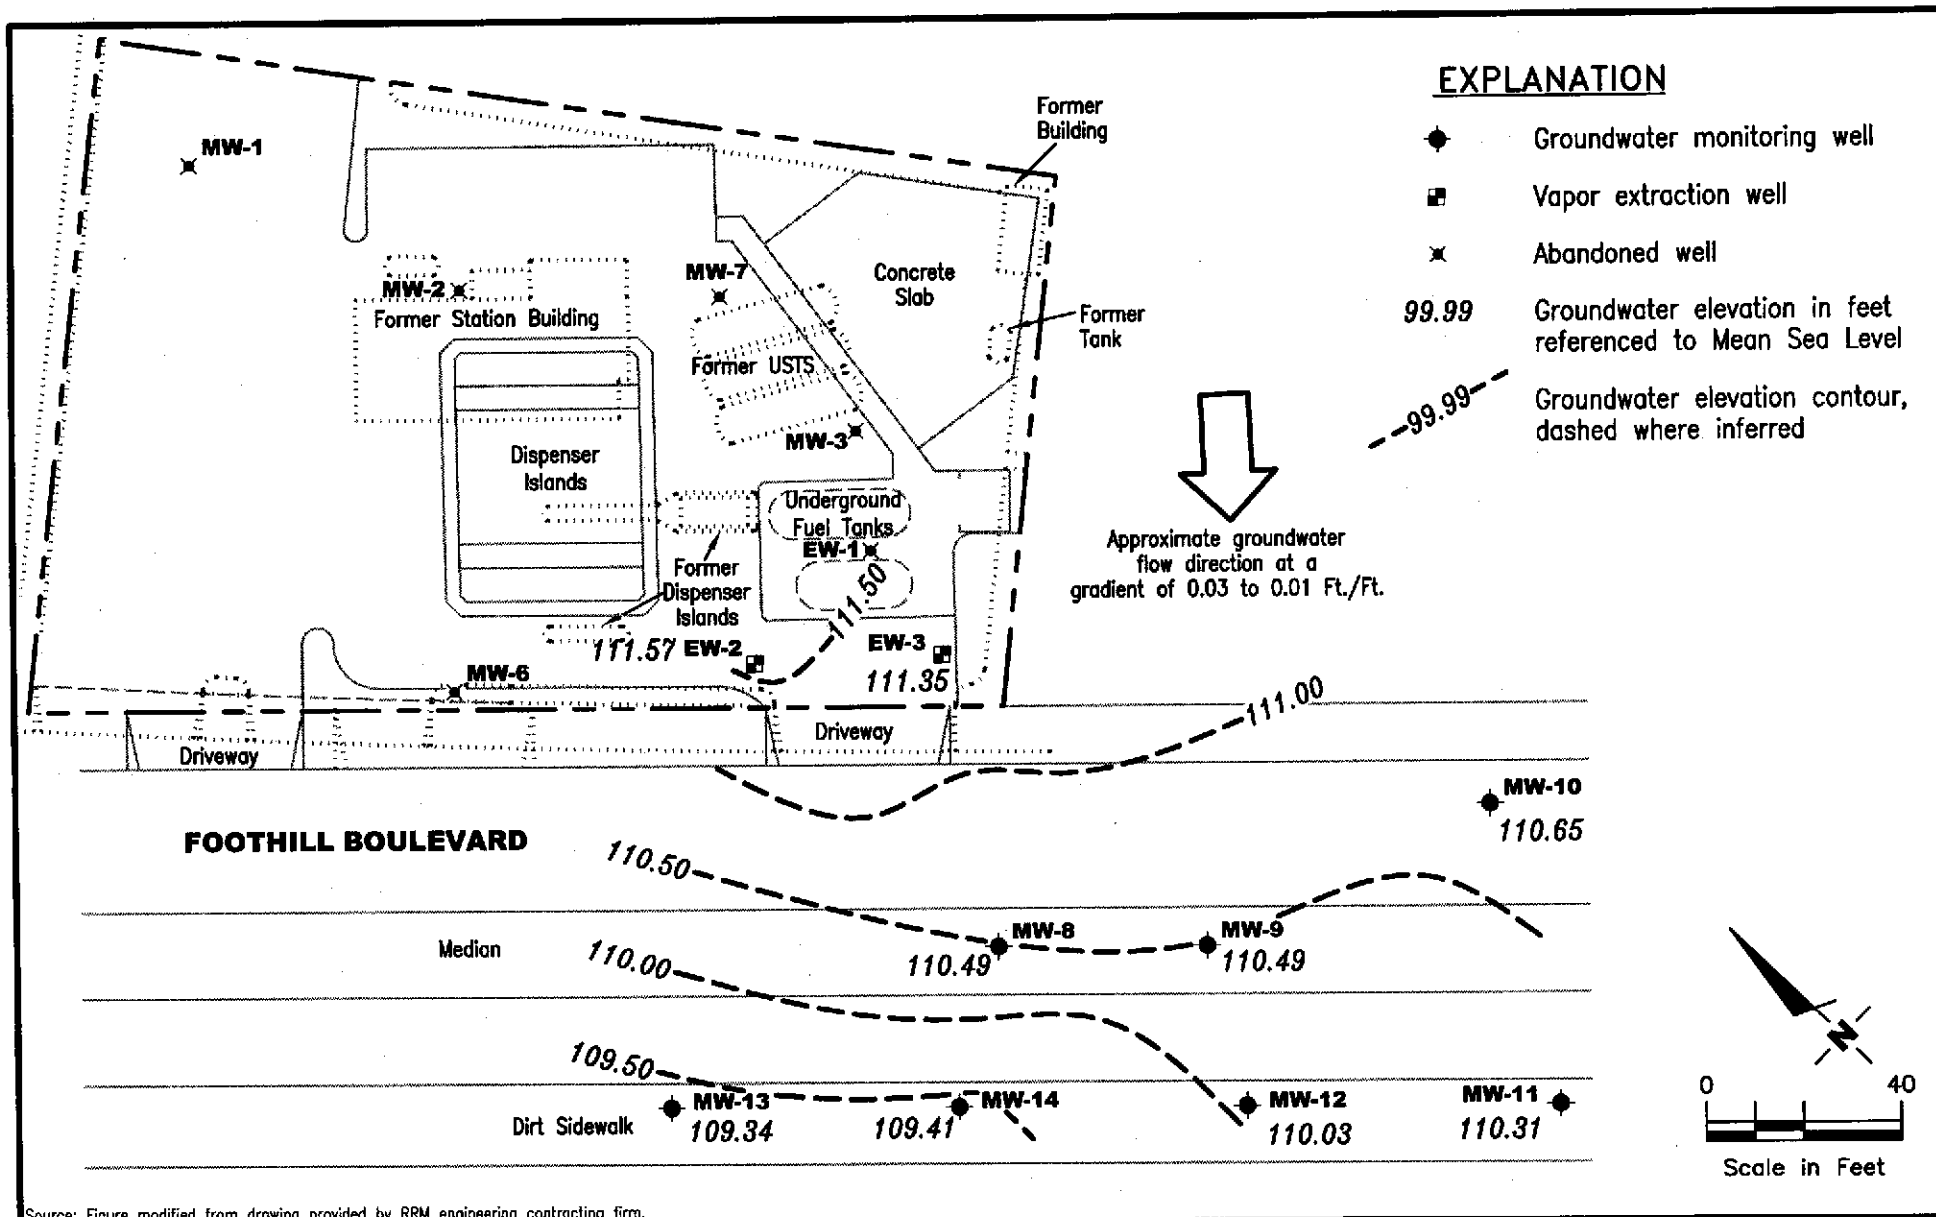 EXPLANATION
Groundwater monitoring well
Vapor extraction well
Abandoned well
99.99
Groundwater elevation in feet
referenced to Mean Sea Level
99.99
Groundwater elevation contour,
dashed where inferred
Former
Building
MW-1
MW-2
MW-7
Concrete
Slab
Former Station Building
Former
Tank
Former USTS
MW-3
Dispenser
Islands
Underground
Fuel Tanks
EW-1
Approximate groundwater
flow direction at a
gradient of 0.03 to 0.01 Ft./Ft.
Former
Dispenser
Islands
111.50
111.57 EW-2
EW-3
111.35
MW-6
111.00
Driveway
Driveway
MW-10
110.65
FOOTHILL BOULEVARD
110.50
MW-8
110.49
MW-9
110.49
Median
110.00
109.50
MW-13
109.34
MW-14
109.41
MW-12
110.03
MW-11
110.31
Dirt Sidewalk
N
0 40
Scale in Feet
Source: Figure modified from drawing provided by RRM engineering contracting firm.